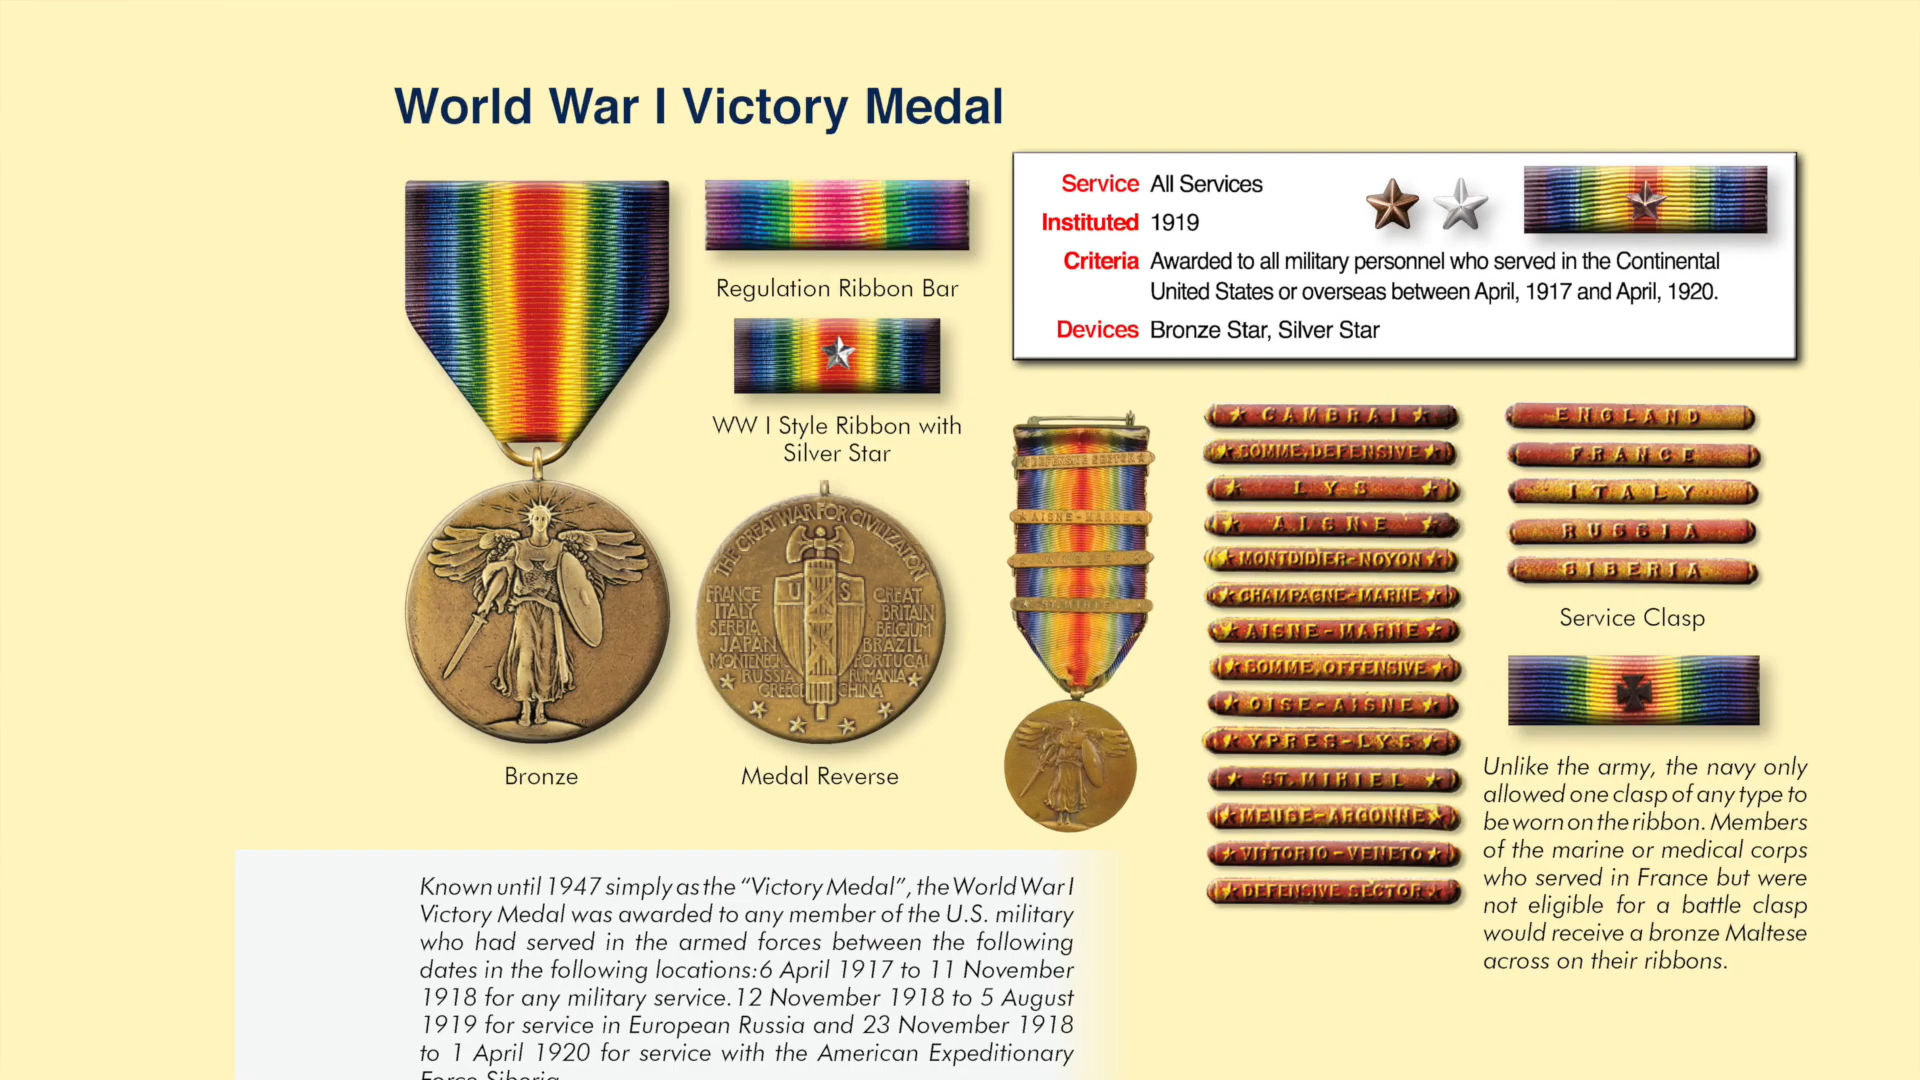 World War I Victory Medal
Service All Services
Instituted 1919
Criteria Awarded to all military personnel who served in the Continental
United States or overseas between April, 1917 and April, 1920.
Devices Bronze Star, Silver Star
Regulation Ribbon Bar
WW I Style Ribbon with
Silver Star
Bronze
THE GREAT WAR FOR CIVILIZATION
U S
FRANCE
ITALY
SERBIA
JAPAN
MONTENEGRO
RUSSIA
GREECE
GREAT
BRITAIN
BELGIUM
BRAZIL
PORTUGAL
RUMANIA
CHINA
Medal Reverse
DEFENSIVE SECTOR
AISNE-MARNE
ST. MIHIEL
CAMBRAI
SOMME, DEFENSIVE
LYS
AISNE
MONTDIDIER-NOYON
CHAMPAGNE-MARNE
AISNE-MARNE
SOMME, OFFENSIVE
OISE-AISNE
YPRES-LYS
ST. MIHIEL
MEUSE-ARGONNE
VITTORIO-VENETO
DEFENSIVE SECTOR
ENGLAND
FRANCE
ITALY
RUSSIA
SIBERIA
Service Clasp
Unlike the army, the navy only
allowed one clasp of any type to
be worn on the ribbon. Members
of the marine or medical corps
who served in France but were
not eligible for a battle clasp
would receive a bronze Maltese
across on their ribbons.
Known until 1947 simply as the “Victory Medal”, the World War I
Victory Medal was awarded to any member of the U.S. military
who had served in the armed forces between the following
dates in the following locations:6 April 1917 to 11 November
1918 for any military service.12 November 1918 to 5 August
1919 for service in European Russia and 23 November 1918
to 1 April 1920 for service with the American Expeditionary
Force Siberia